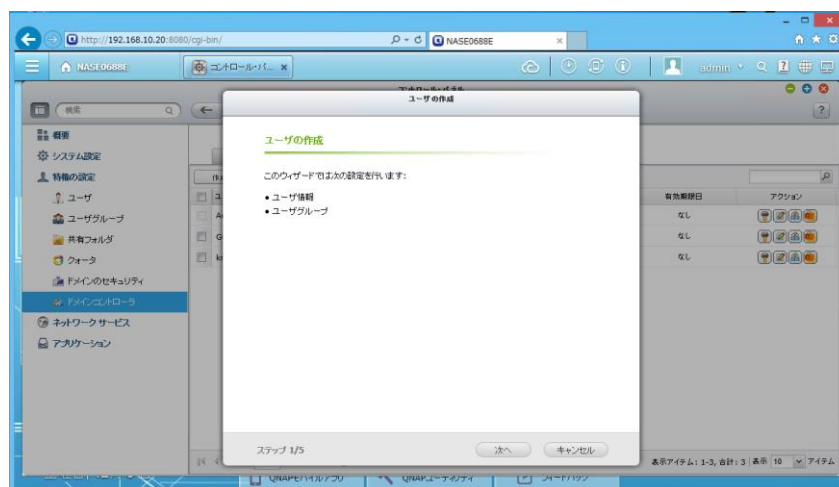 http://192.168.10.20:8080/cgi-bin/
NASE0688E
NASE0688E
コントロール・パ...
admin
コントロール・パネル
ユーザの作成
検索
概要
システム設定
特権の設定
ユーザ
ユーザグループ
共有フォルダ
クォータ
ドメインのセキュリティ
ドメインコントローラ
ネットワーク サービス
アプリケーション
ユーザの作成
このウィザードでは次の設定を行います:
• ユーザ情報
• ユーザグループ
ステップ 1/5
次へ
キャンセル
有効期限日
アクション
なし
なし
なし
表示アイテム: 1-3, 合計: 3
表示
10
アイテム
QNAPユーティリティ
フィードバック